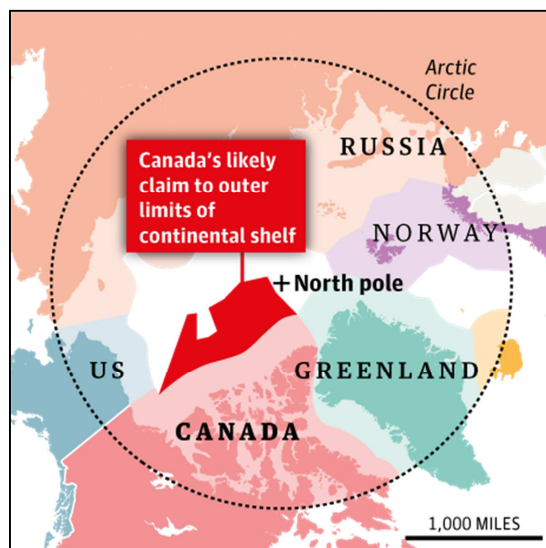 Arctic
Circle
RUSSIA
Canada’s likely
claim to outer
limits of
continental shelf
NORWAY
+North pole
US
GREENLAND
CANADA
1,000 MILES